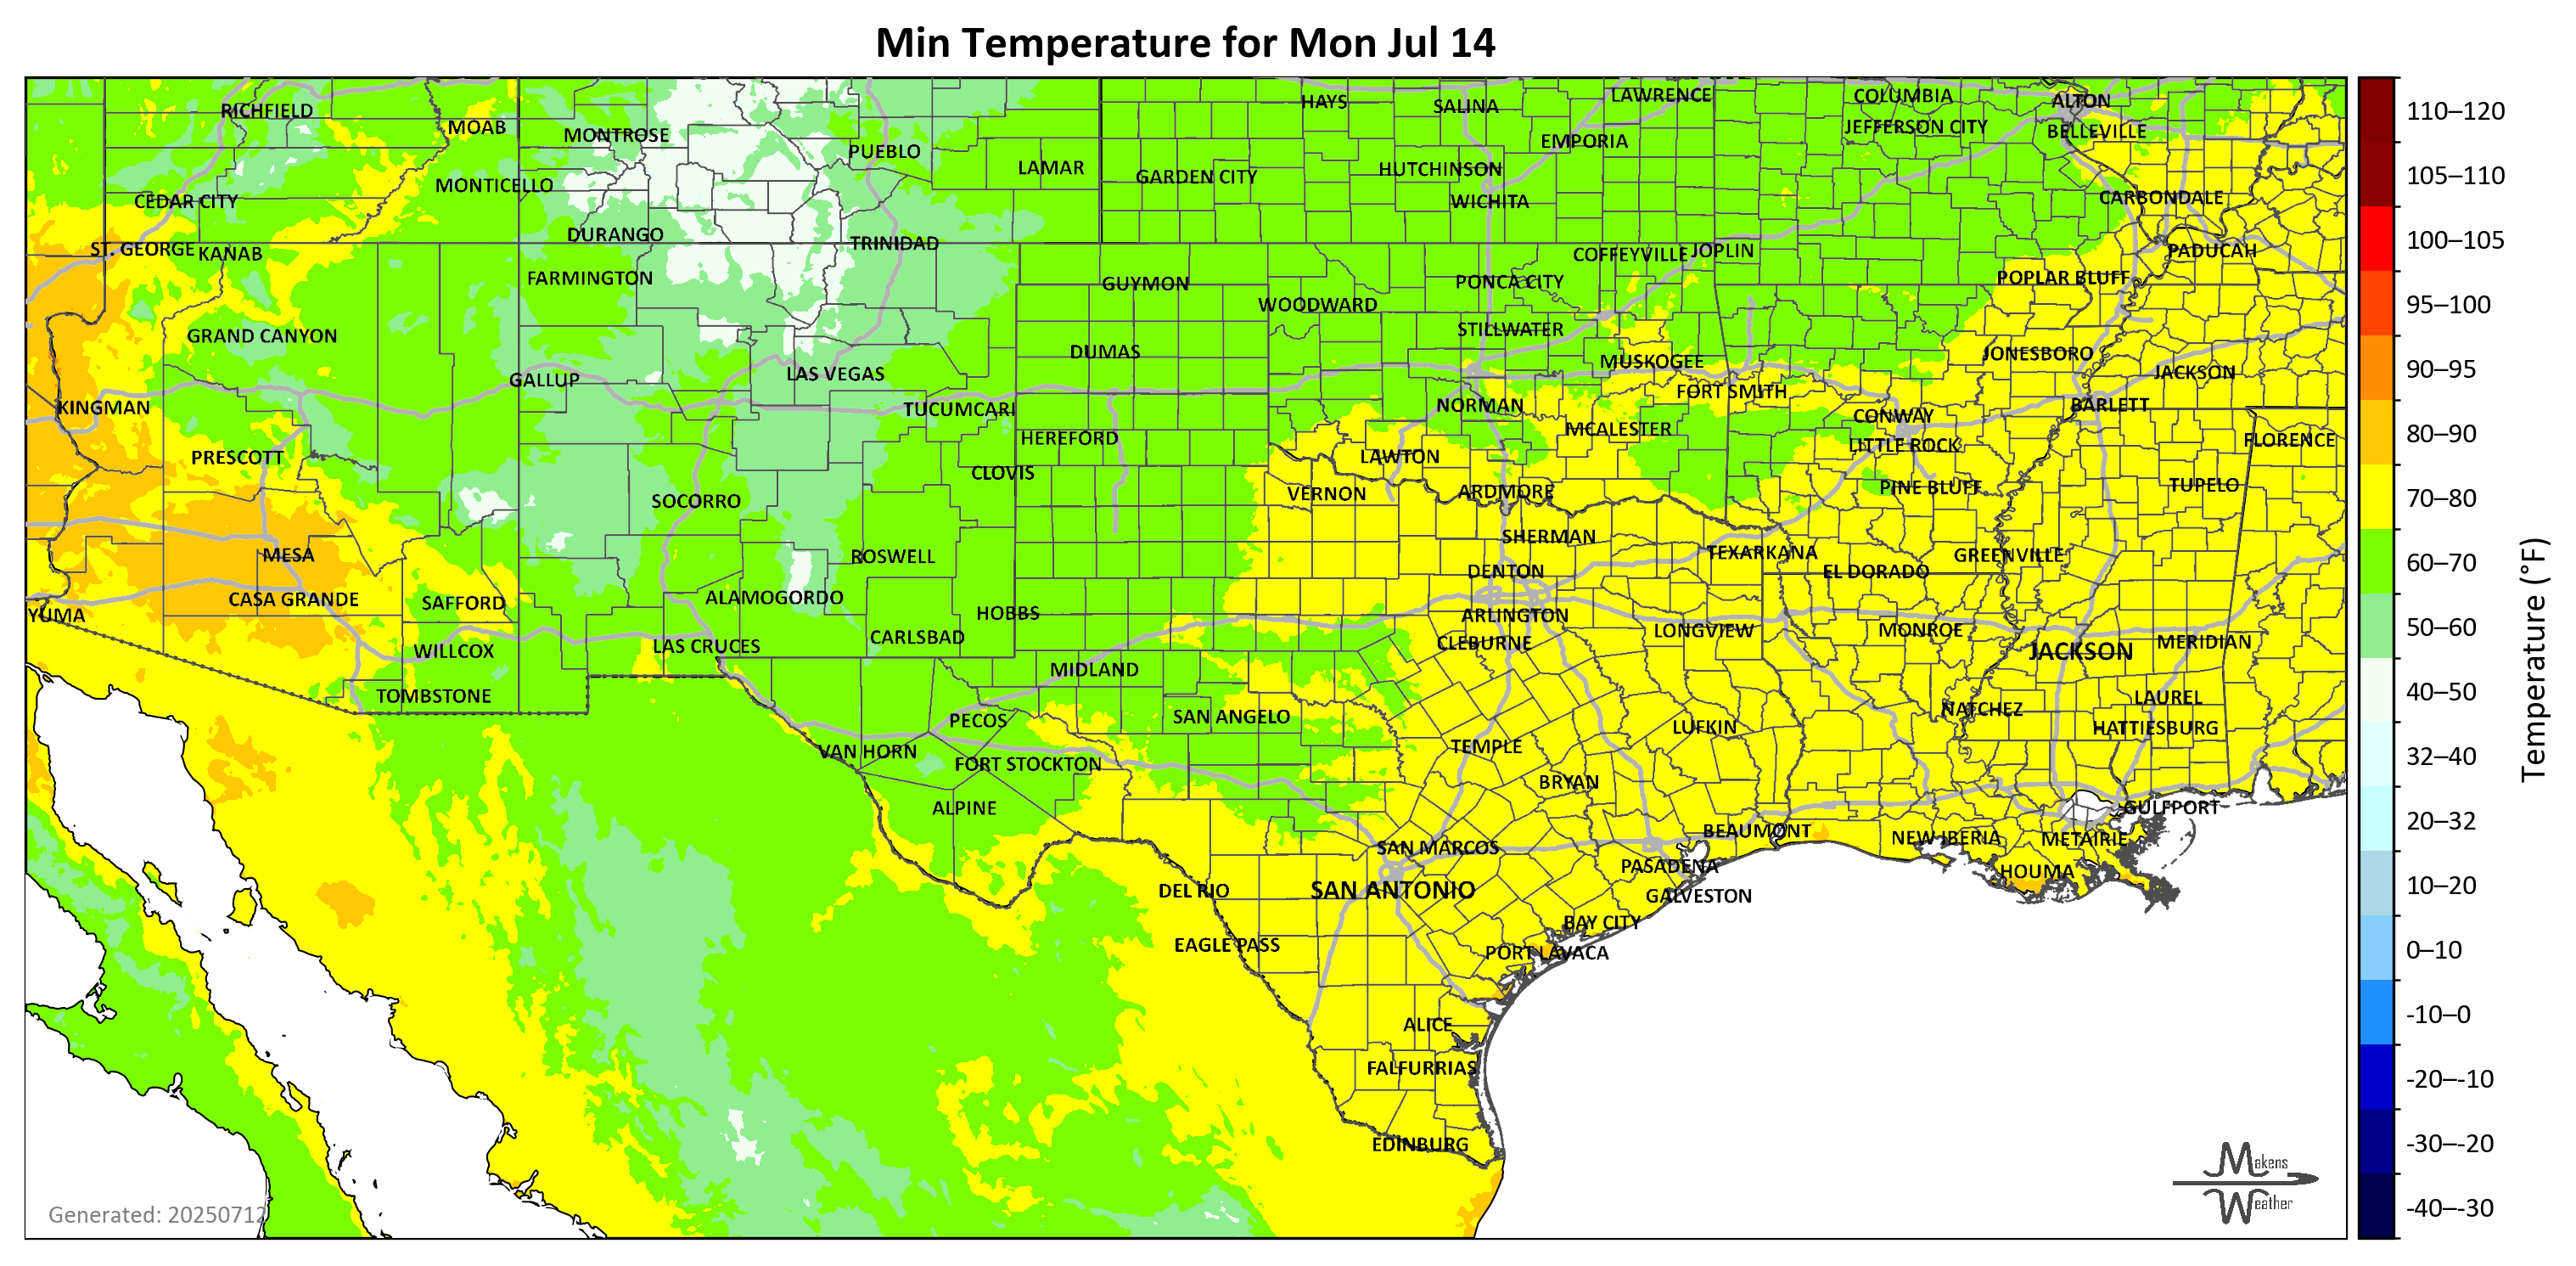 Min Temperature for Mon Jul 14
RICHFIELD
MOAB
MONTROSE
PUEBLO
LAMAR
HAYS
SALINA
LAWRENCE
COLUMBIA
ALTON
JEFFERSON CITY
BELLEVILLE
EMPORIA
HUTCHINSON
GARDEN CITY
WICHITA
CARBONDALE
MONTICELLO
CEDAR CITY
DURANGO
TRINIDAD
ST. GEORGE
KANAB
FARMINGTON
GUYMON
WOODWARD
PONCA CITY
COFFEYVILLE
JOPLIN
PADUCAH
POPLAR BLUFF
GRAND CANYON
STILLWATER
DUMAS
MUSKOGEE
JONESBORO
JACKSON
GALLUP
LAS VEGAS
FORT SMITH
KINGMAN
TUCUMCARI
NORMAN
CONWAY
BARLETT
MCALESTER
HEREFORD
LITTLE ROCK
FLORENCE
PRESCOTT
CLOVIS
LAWTON
VERNON
ARDMORE
PINE BLUFF
TUPELO
SOCORRO
SHERMAN
MESA
ROSWELL
TEXARKANA
GREENVILLE
DENTON
EL DORADO
CASA GRANDE
SAFFORD
ALAMOGORDO
HOBBS
YUMA
ARLINGTON
CLEBURNE
LONGVIEW
MONROE
MERIDIAN
CARLSBAD
LAS CRUCES
WILLCOX
JACKSON
MIDLAND
TOMBSTONE
LAUREL
NATCHEZ
PECOS
SAN ANGELO
LUFKIN
HATTIESBURG
VAN HORN
FORT STOCKTON
TEMPLE
BRYAN
ALPINE
GULFPORT
BEAUMONT
NEW IBERIA
METAIRIE
SAN MARCOS
PASADENA
HOUMA
DEL RIO
SAN ANTONIO
GALVESTON
BAY CITY
EAGLE PASS
PORT LAVACA
ALICE
FALFURRIAS
EDINBURG
Generated: 20250712
Makens
Weather
110–120
105–110
100–105
95–100
90–95
80–90
70–80
60–70
50–60
40–50
32–40
20–32
10–20
0–10
-10–0
-20–-10
-30–-20
-40–-30
Temperature (°F)